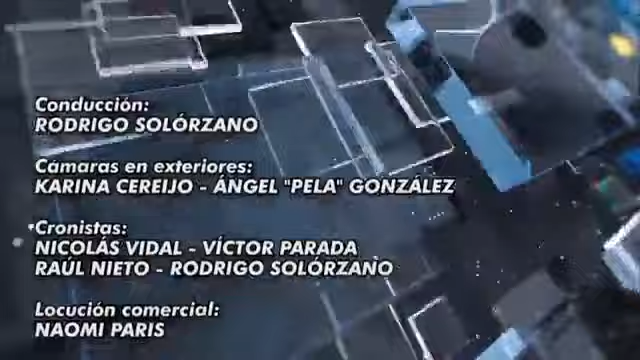 Conducción:
RODRIGO SOLÓRZANO
Cámaras en exteriores:
KARINA CEREIJO - ÁNGEL "PELA" GONZÁLEZ
Cronistas:
NICOLÁS VIDAL - VÍCTOR PARADA
RAÚL NIETO - RODRIGO SOLÓRZANO
Locución comercial:
NAOMI PARIS